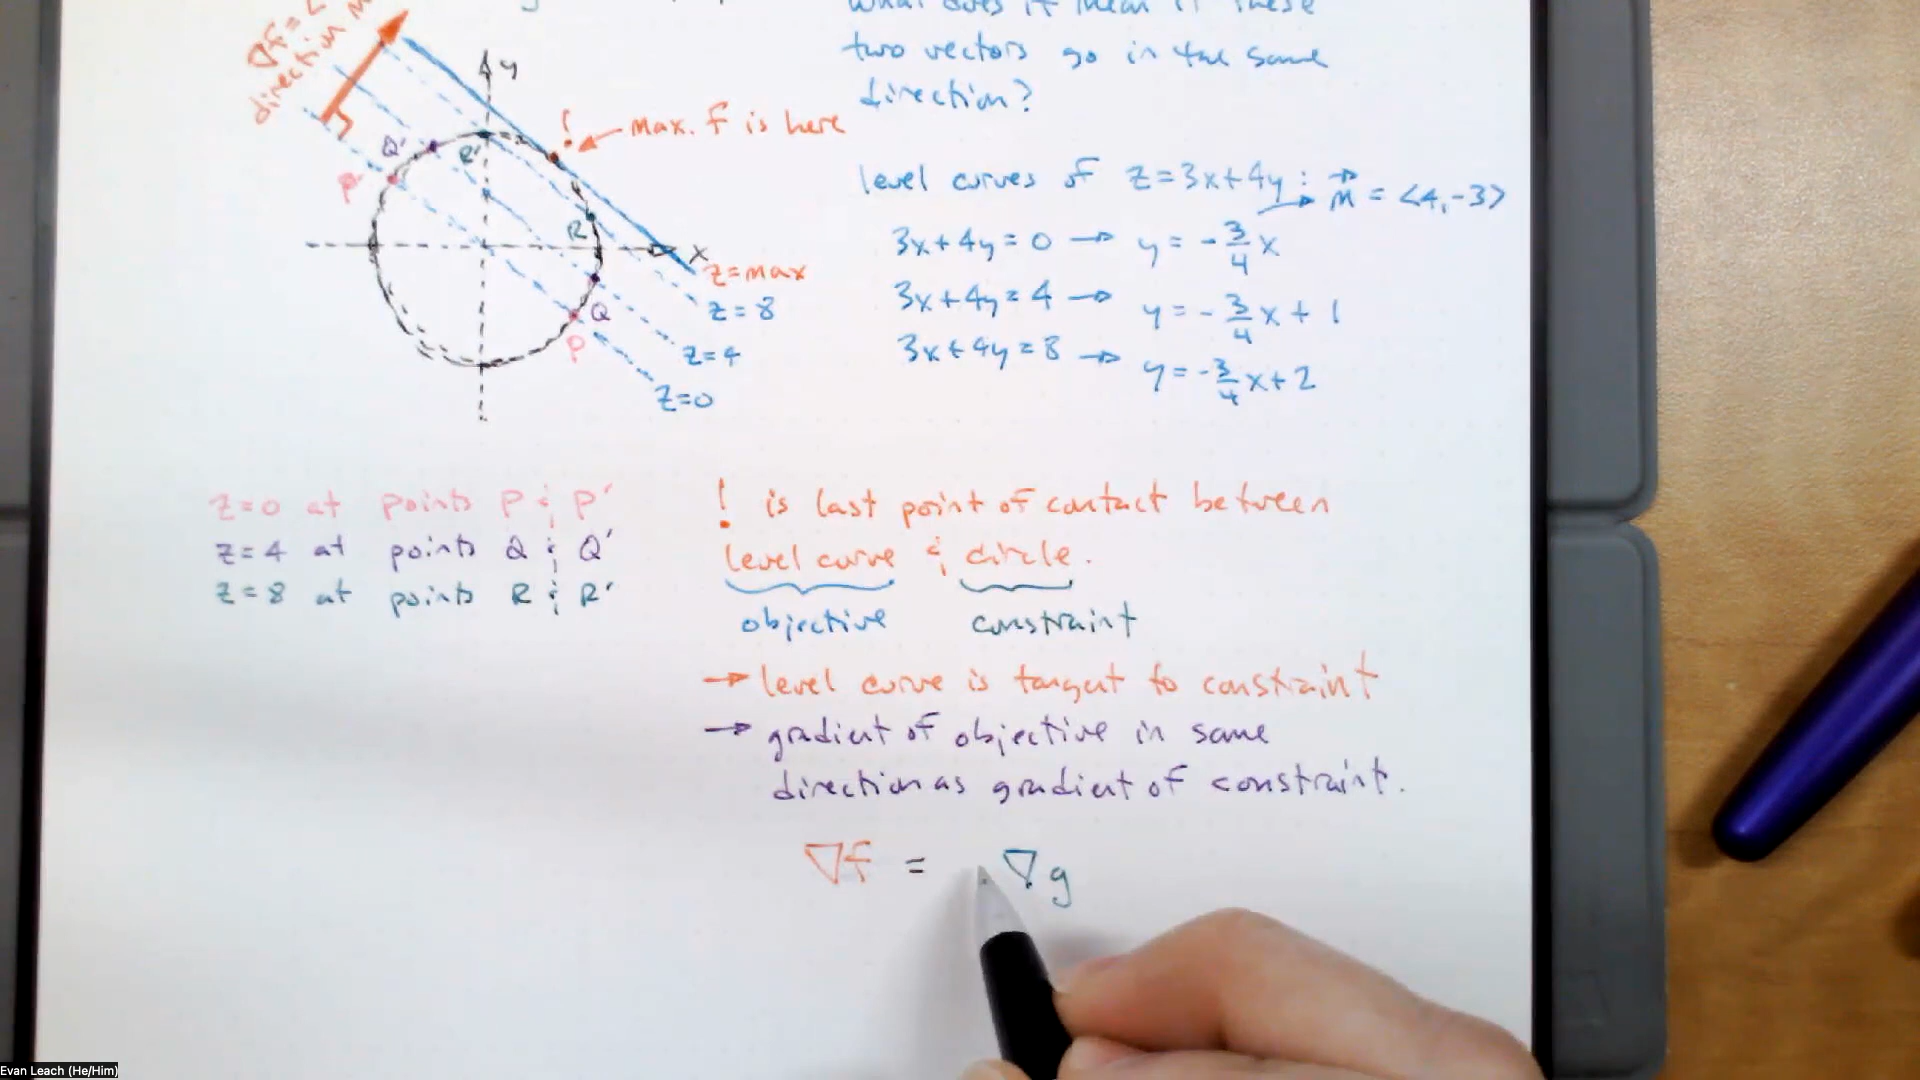 two vectors go in the same
direction?
∇f =
direction
y
! max. f is here
level curves of z=3x+4y: m = <4,-3>
Q'
R'
P'
R
x
3x+4y=0 → y = -3/4 x
z=max
3x+4y=4 → y = -3/4 x + 1
z=8
Q
3x+4y=8 → y = -3/4 x + 2
P
z=4
z=0
z=0 at points P & P'
z=4 at points Q & Q'
z=8 at points R & R'
! is last point of contact between
level curve & circle.
objective constraint
→ level curve is tangent to constraint
→ gradient of objective in same
direction as gradient of constraint.
∇f = ∇g
Evan Leach (He/Him)